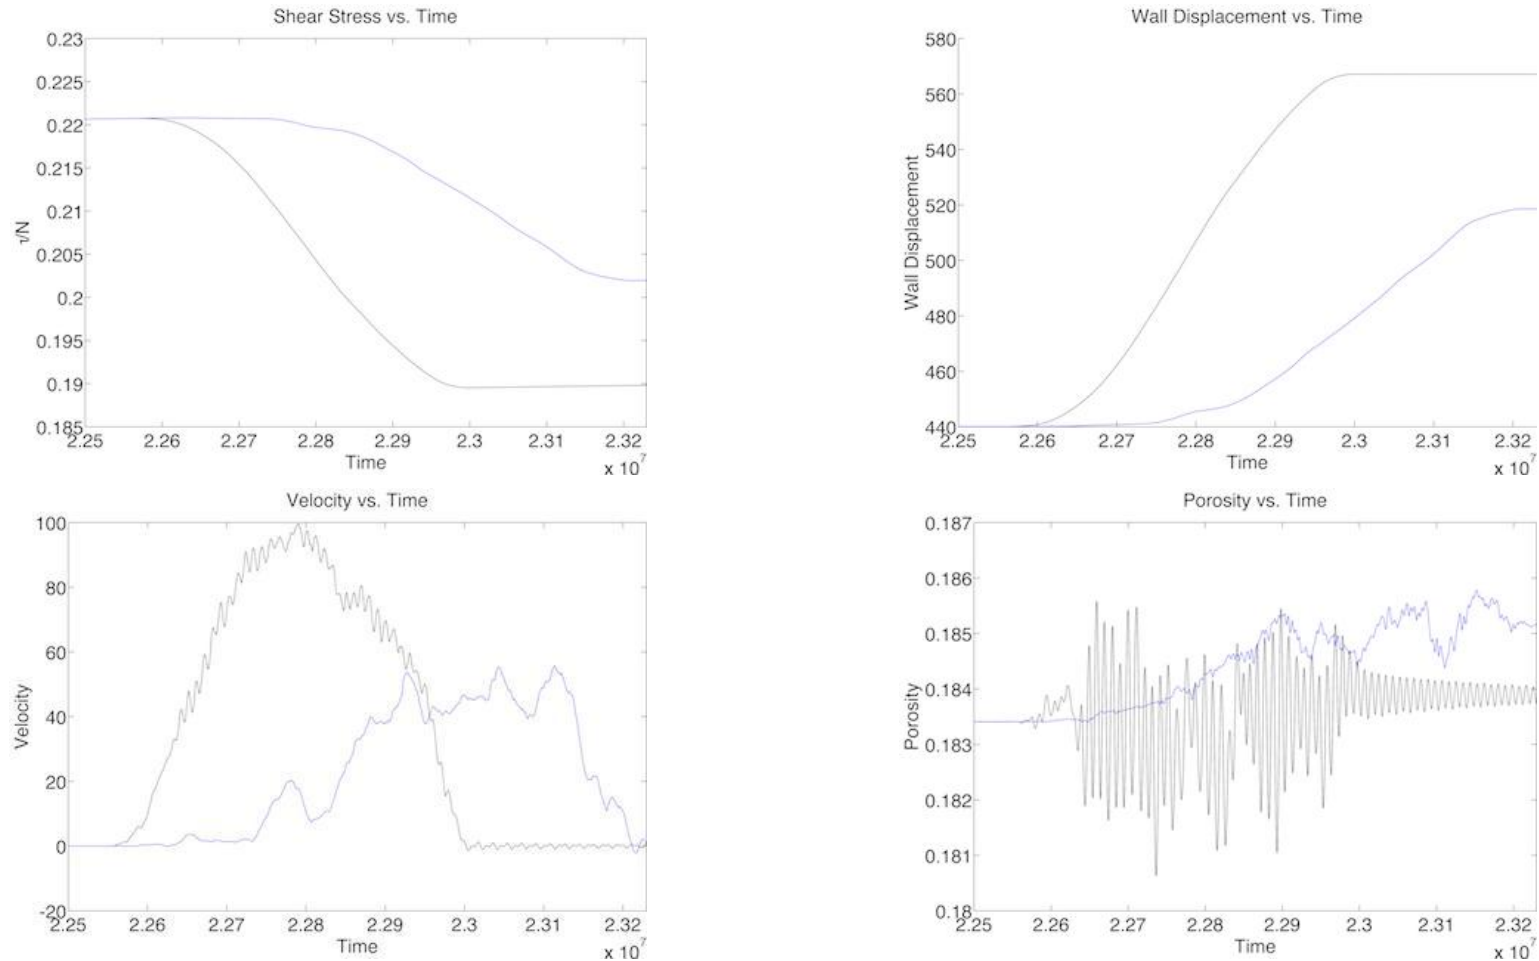 Shear Stress vs. Time
0.23
0.225
0.22
0.215
0.21
0.205
0.2
0.195
0.19
0.185
τ/N
2.25 2.26 2.27 2.28 2.29 2.3 2.31 2.32
Time
x 10^7
Wall Displacement vs. Time
580
560
540
520
500
480
460
440
Wall Displacement
2.25 2.26 2.27 2.28 2.29 2.3 2.31 2.32
Time
x 10^7
Velocity vs. Time
100
80
60
40
20
0
-20
Velocity
2.25 2.26 2.27 2.28 2.29 2.3 2.31 2.32
Time
x 10^7
Porosity vs. Time
0.187
0.186
0.185
0.184
0.183
0.182
0.181
0.18
Porosity
2.25 2.26 2.27 2.28 2.29 2.3 2.31 2.32
Time
x 10^7